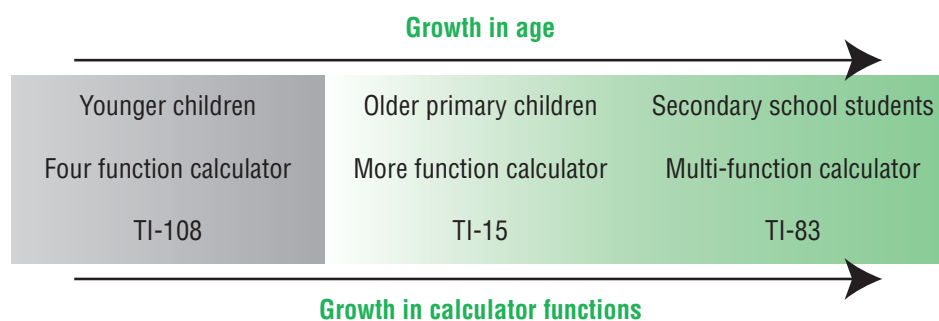 Growth in age
Younger children
Older primary children
Secondary school students
Four function calculator
More function calculator
Multi-function calculator
TI-108
TI-15
TI-83
Growth in calculator functions